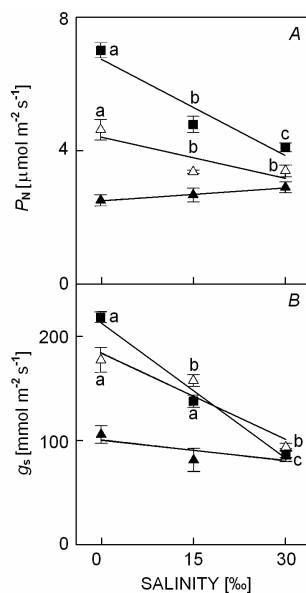 8
A
a
b
a
c
4
b
b
P_N [μmol m⁻² s⁻¹]
0
B
a
200
b
a
a
100
b
c
g_s [mmol m⁻² s⁻¹]
0
0 15 30
SALINITY [‰]